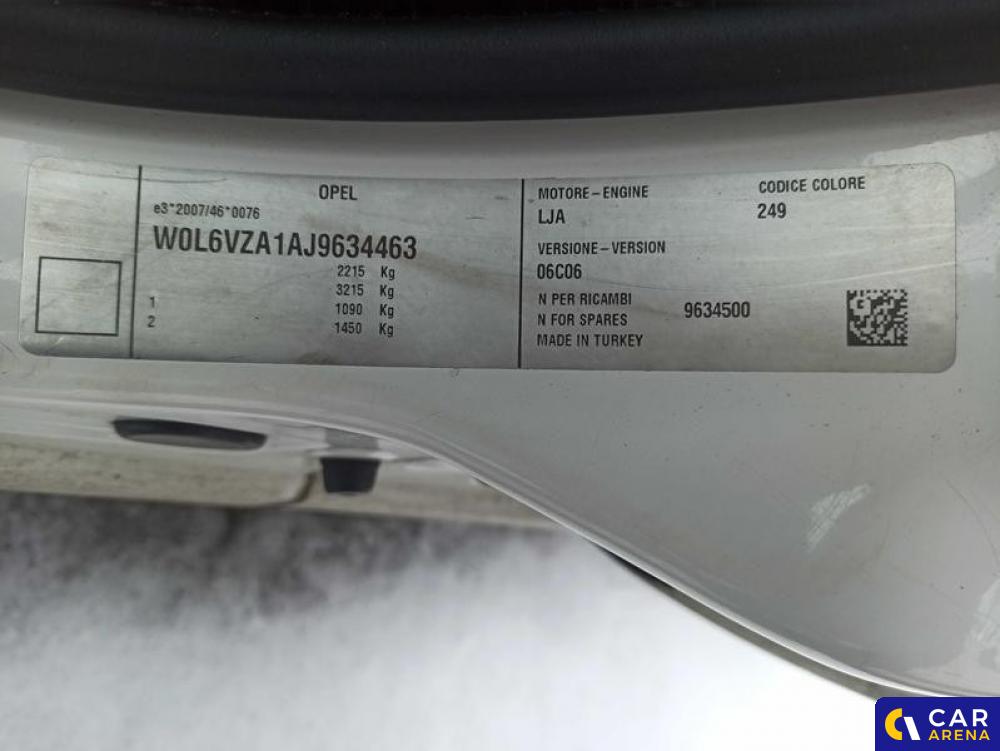 OPEL
e3*2007/46*0076
W0L6VZA1AJ9634463
2215 Kg
3215 Kg
1 1090 Kg
2 1450 Kg
MOTORE-ENGINE
LJA
CODICE COLORE
249
VERSIONE-VERSION
06C06
N PER RICAMBI
N FOR SPARES
9634500
MADE IN TURKEY
CAR
ARENA